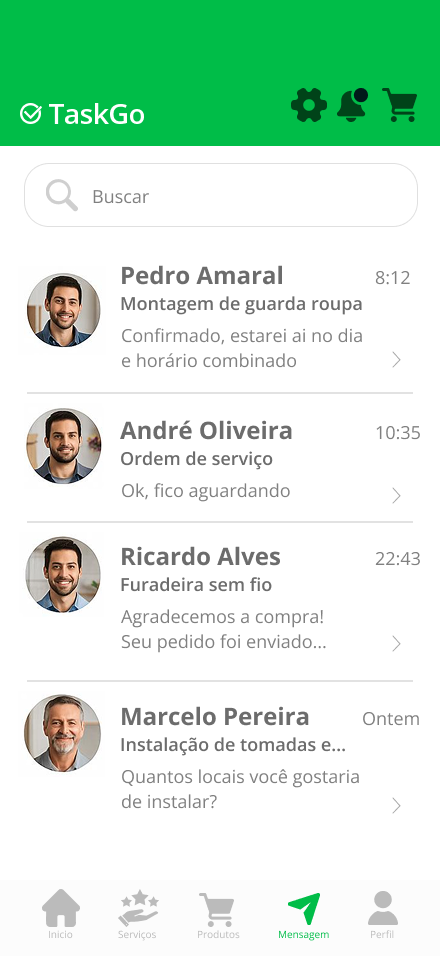 TaskGo
Buscar
Pedro Amaral
8:12
Montagem de guarda roupa
Confirmado, estarei ai no dia
e horário combinado
André Oliveira
10:35
Ordem de serviço
Ok, fico aguardando
Ricardo Alves
22:43
Furadeira sem fio
Agradecemos a compra!
Seu pedido foi enviado...
Marcelo Pereira
Ontem
Instalação de tomadas e...
Quantos locais você gostaria
de instalar?
Inicio
Serviços
Produtos
Mensagem
Perfil